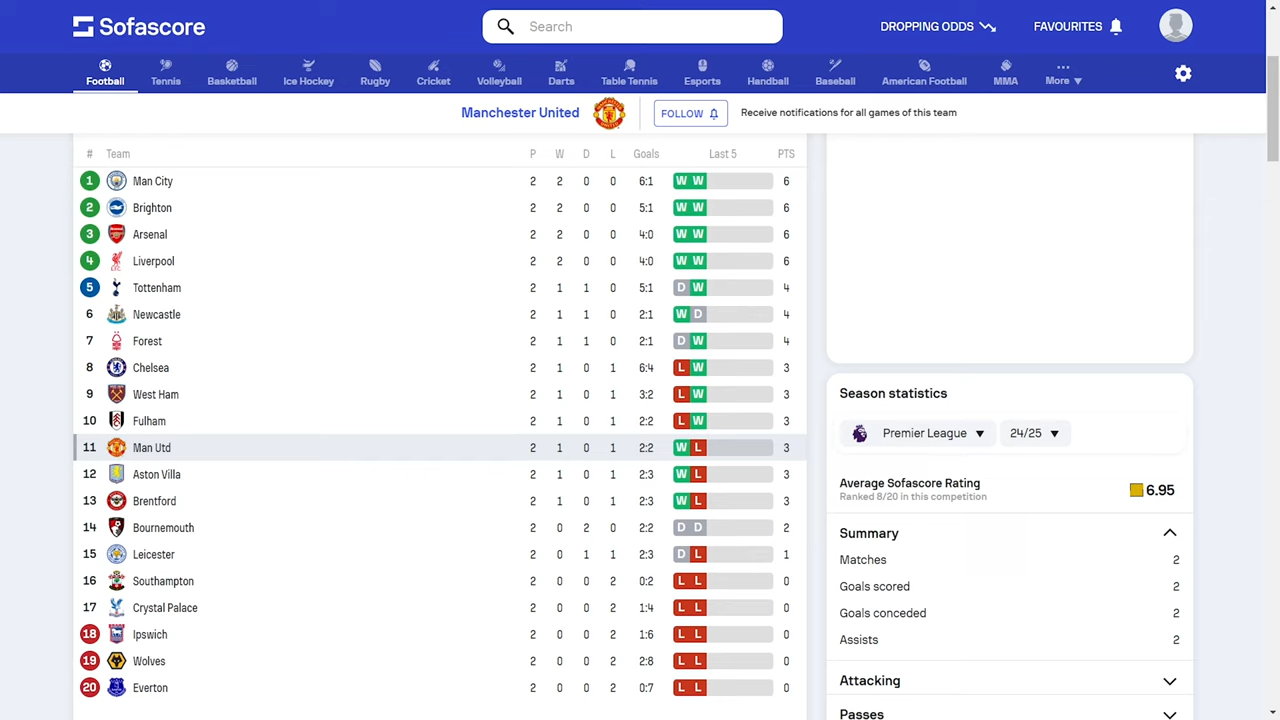 Sofascore Search DROPPING ODDS FAVOURITES
Football Tennis Basketball Ice Hockey Rugby Cricket Volleyball Darts Table Tennis Esports Handball Baseball American Football MMA More
Manchester United FOLLOW Receive notifications for all games of this team
# Team P W D L Goals Last 5 PTS
1 Man City 2 2 0 0 6:1 W W 6
2 Brighton 2 2 0 0 5:1 W W 6
3 Arsenal 2 2 0 0 4:0 W W 6
4 Liverpool 2 2 0 0 4:0 W W 6
5 Tottenham 2 1 1 0 5:1 D W 4
6 Newcastle 2 1 1 0 2:1 W D 4
7 Forest 2 1 1 0 2:1 D W 4
8 Chelsea 2 1 0 1 6:4 L W 3
9 West Ham 2 1 0 1 3:2 L W 3
10 Fulham 2 1 0 1 2:2 L W 3
11 Man Utd 2 1 0 1 2:2 W L 3
12 Aston Villa 2 1 0 1 2:3 W L 3
13 Brentford 2 1 0 1 2:3 W L 3
14 Bournemouth 2 0 2 0 2:2 D D 2
15 Leicester 2 0 1 1 2:3 D L 1
16 Southampton 2 0 0 2 0:2 L L 0
17 Crystal Palace 2 0 0 2 1:4 L L 0
18 Ipswich 2 0 0 2 1:6 L L 0
19 Wolves 2 0 0 2 2:8 L L 0
20 Everton 2 0 0 2 0:7 L L 0
Season statistics
Premier League 24/25
Average Sofascore Rating 6.95
Ranked 8/20 in this competition
Summary
Matches 2
Goals scored 2
Goals conceded 2
Assists 2
Attacking
Passes